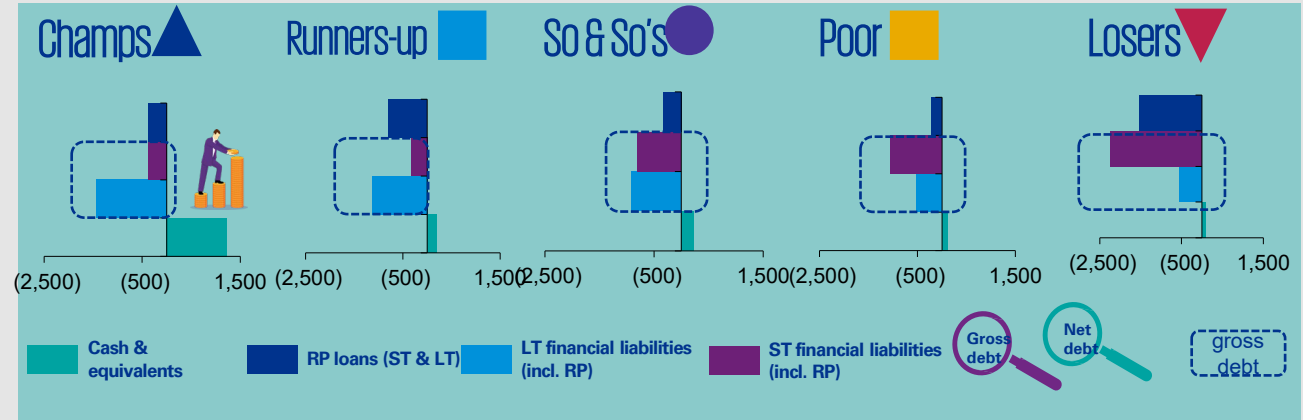 Champs
Runners-up
So & So's
Poor
Losers
(2,500) (500) 1,500
(2,500) (500) 1,500
(2,500) (500) 1,500
(2,500) (500) 1,500
(2,500) (500) 1,500
Cash &
equivalents
RP loans (ST & LT)
LT financial liabilities
(incl. RP)
ST financial liabilities
(incl. RP)
Gross
debt
Net
debt
gross
debt